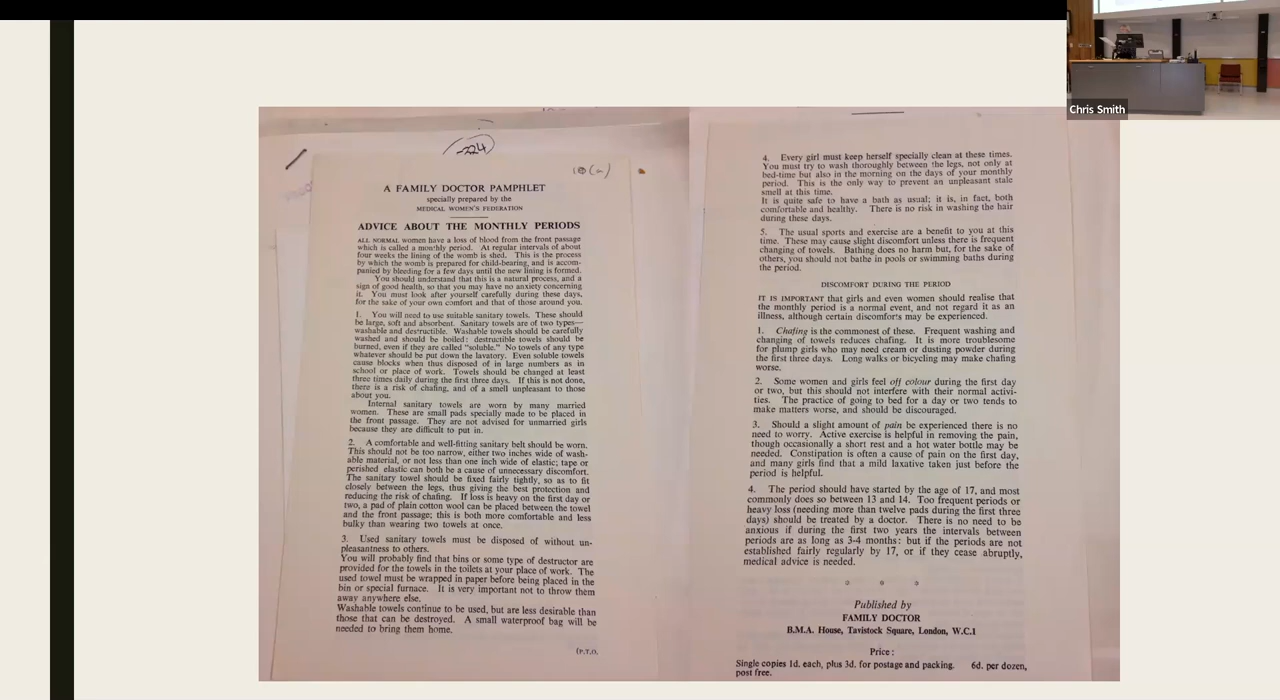 Chris Smith
224
10(a)
A FAMILY DOCTOR PAMPHLET
specially prepared by the
MEDICAL WOMEN'S FEDERATION
ADVICE ABOUT THE MONTHLY PERIODS
ALL NORMAL women have a loss of blood from the front passage
which is called a monthly period. At regular intervals of about
four weeks the lining of the womb is shed. This is the process
by which the womb is prepared for child-bearing, and is accom-
panied by bleeding for a few days until the new lining is formed.
You should understand that this is a natural process, and a
sign of good health, so that you may have no anxiety concerning
it. You must look after yourself carefully during these days,
for the sake of your own comfort and that of those around you.
1. You will need to use suitable sanitary towels. These should
be large, soft and absorbent. Sanitary towels are of two types—
washable and destructible. Washable towels should be carefully
washed and should be boiled: destructible towels should be
burned, even if they are called "soluble." No towels of any type
whatever should be put down the lavatory. Even soluble towels
cause blocks when thus disposed of in large numbers as in
school or place of work. Towels should be changed at least
three times daily during the first three days. If this is not done,
there is a risk of chafing, and of a smell unpleasant to those
about you.
Internal sanitary towels are worn by many married
women. These are small pads specially made to be placed in
the front passage. They are not advised for unmarried girls
because they are difficult to put in.
2. A comfortable and well-fitting sanitary belt should be worn.
This should not be too narrow, either two inches wide of wash-
able material, or not less than one inch wide of elastic; tape or
perished elastic can both be a cause of unnecessary discomfort.
The sanitary towel should be fixed fairly tightly, so as to fit
closely between the legs, thus giving the best protection and
reducing the risk of chafing. If loss is heavy on the first day or
two, a pad of plain cotton wool can be placed between the towel
and the front passage; this is both more comfortable and less
bulky than wearing two towels at once.
3. Used sanitary towels must be disposed of without un-
pleasantness to others.
You will probably find that bins or some type of destructor are
provided for the towels in the toilets at your place of work. The
used towel must be wrapped in paper before being placed in the
bin or special furnace. It is very important not to throw them
away anywhere else.
Washable towels continue to be used, but are less desirable than
those that can be destroyed. A small waterproof bag will be
needed to bring them home.
(P.T.O.
4. Every girl must keep herself specially clean at these times.
You must try to wash thoroughly between the legs, not only at
bed-time but also in the morning on the days of your monthly
period. This is the only way to prevent an unpleasant stale
smell at this time.
It is quite safe to have a bath as usual; it is, in fact, both
comfortable and healthy. There is no risk in washing the hair
during these days.
5. The usual sports and exercise are a benefit to you at this
time. These may cause slight discomfort unless there is frequent
changing of towels. Bathing does no harm but, for the sake of
others, you should not bathe in pools or swimming baths during
the period.
DISCOMFORT DURING THE PERIOD
IT IS IMPORTANT that girls and even women should realise that
the monthly period is a normal event, and not regard it as an
illness, although certain discomforts may be experienced.
1. Chafing is the commonest of these. Frequent washing and
changing of towels reduces chafing. It is more troublesome
for plump girls who may need cream or dusting powder during
the first three days. Long walks or bicycling may make chafing
worse.
2. Some women and girls feel off colour during the first day
or two, but this should not interfere with their normal activi-
ties. The practice of going to bed for a day or two tends to
make matters worse, and should be discouraged.
3. Should a slight amount of pain be experienced there is no
need to worry. Active exercise is helpful in removing the pain,
though occasionally a short rest and a hot water bottle may be
needed. Constipation is often a cause of pain on the first day,
and many girls find that a mild laxative taken just before the
period is helpful.
4. The period should have started by the age of 17, and most
commonly does so between 13 and 14. Too frequent periods or
heavy loss (needing more than twelve pads during the first three
days) should be treated by a doctor. There is no need to be
anxious if during the first two years the intervals between
periods are as long as 3-4 months: but if the periods are not
established fairly regularly by 17, or if they cease abruptly,
medical advice is needed.
Published by
FAMILY DOCTOR
B.M.A. House, Tavistock Square, London, W.C.1
Price:
Single copies 1d. each, plus 3d. for postage and packing. 6d. per dozen,
post free.